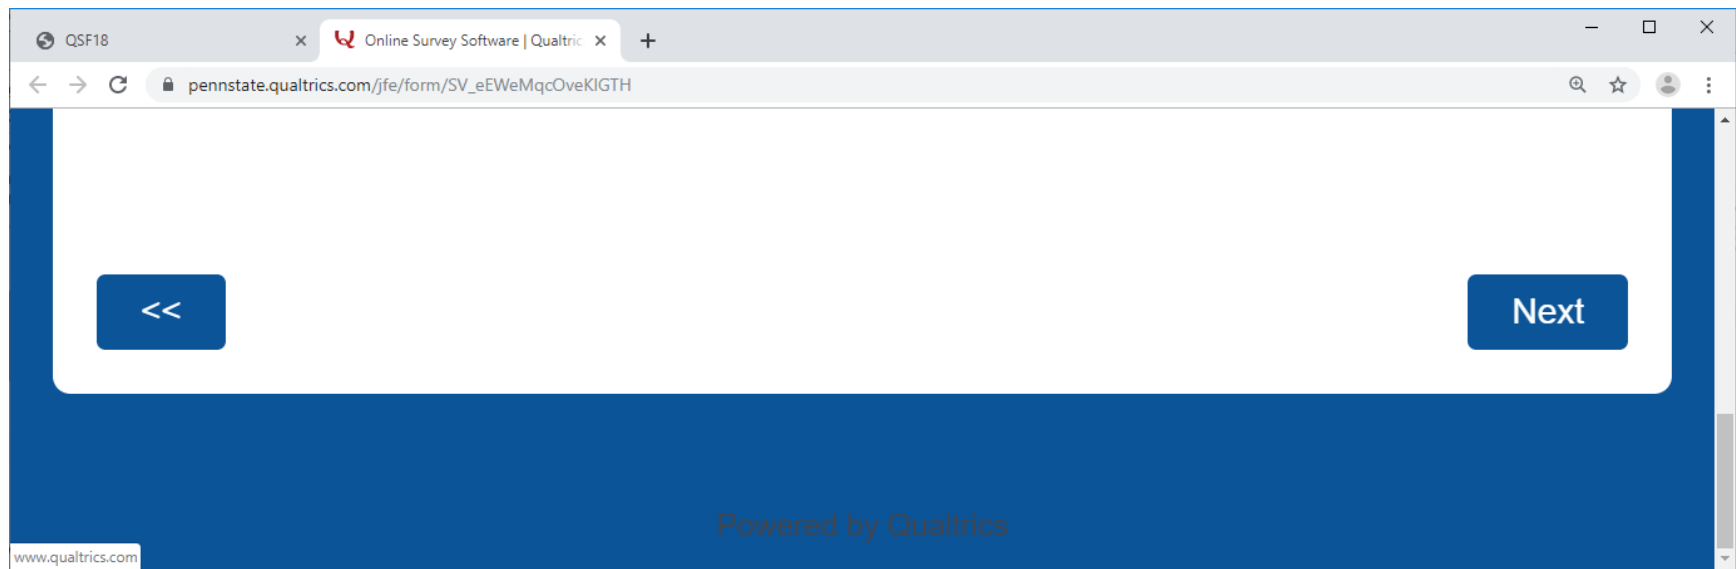 QSF18
Online Survey Software | Qualtric
pennstate.qualtrics.com/jfe/form/SV_eEWeMqcOveKIGTH
<<
Next
Powered by Qualtrics
www.qualtrics.com